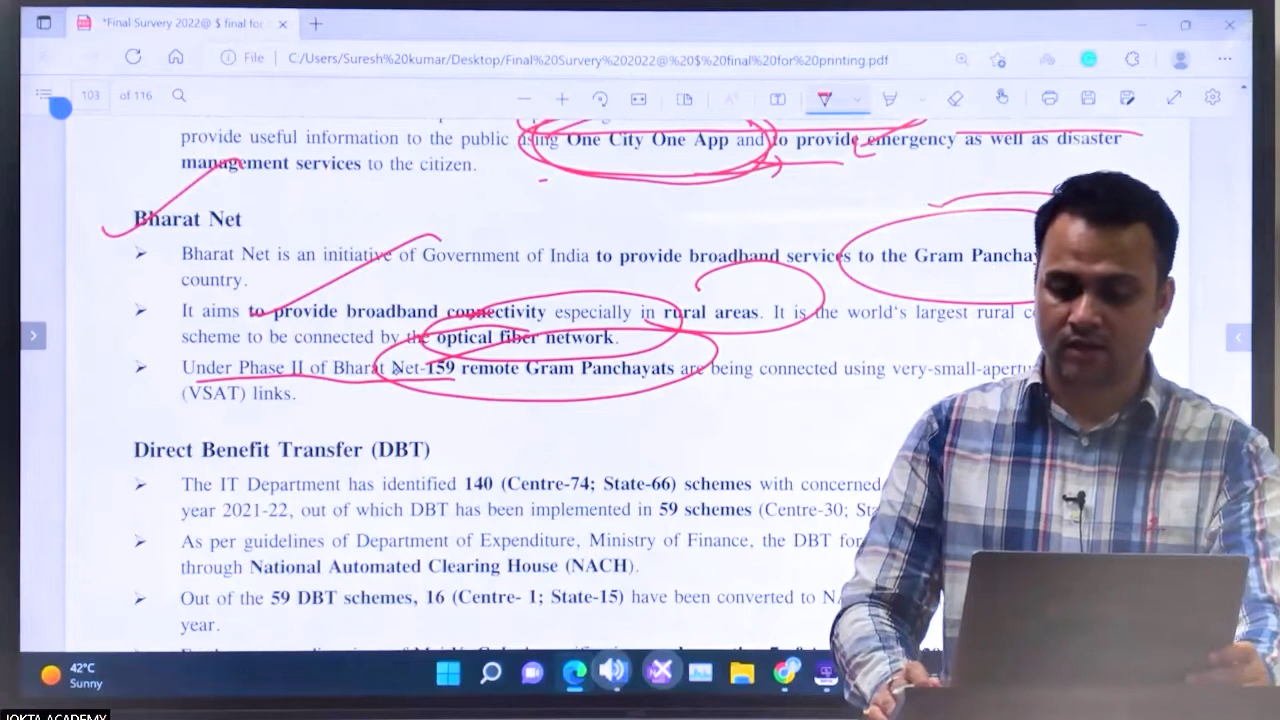 *Final Survery 2022@ $ final for
File C:/Users/Suresh%20kumar/Desktop/Final%20Survery%202022@%20$%20final%20for%20printing.pdf
103 of 116
provide useful information to the public using One City One App and to provide emergency as well as disaster
management services to the citizen.
Bharat Net
Bharat Net is an initiative of Government of India to provide broadband services to the Gram Panchay
country.
It aims to provide broadband connectivity especially in rural areas. It is the world's largest rural
scheme to be connected by the optical fiber network.
Under Phase II of Bharat Net-159 remote Gram Panchayats are being connected using very-small-apertu
(VSAT) links.
Direct Benefit Transfer (DBT)
The IT Department has identified 140 (Centre-74; State-66) schemes with concerned
year 2021-22, out of which DBT has been implemented in 59 schemes (Centre-30; Sta
As per guidelines of Department of Expenditure, Ministry of Finance, the DBT for
through National Automated Clearing House (NACH).
Out of the 59 DBT schemes, 16 (Centre- 1; State-15) have been converted to NA
year.
42°C
Sunny
JOKTA ACADEMY